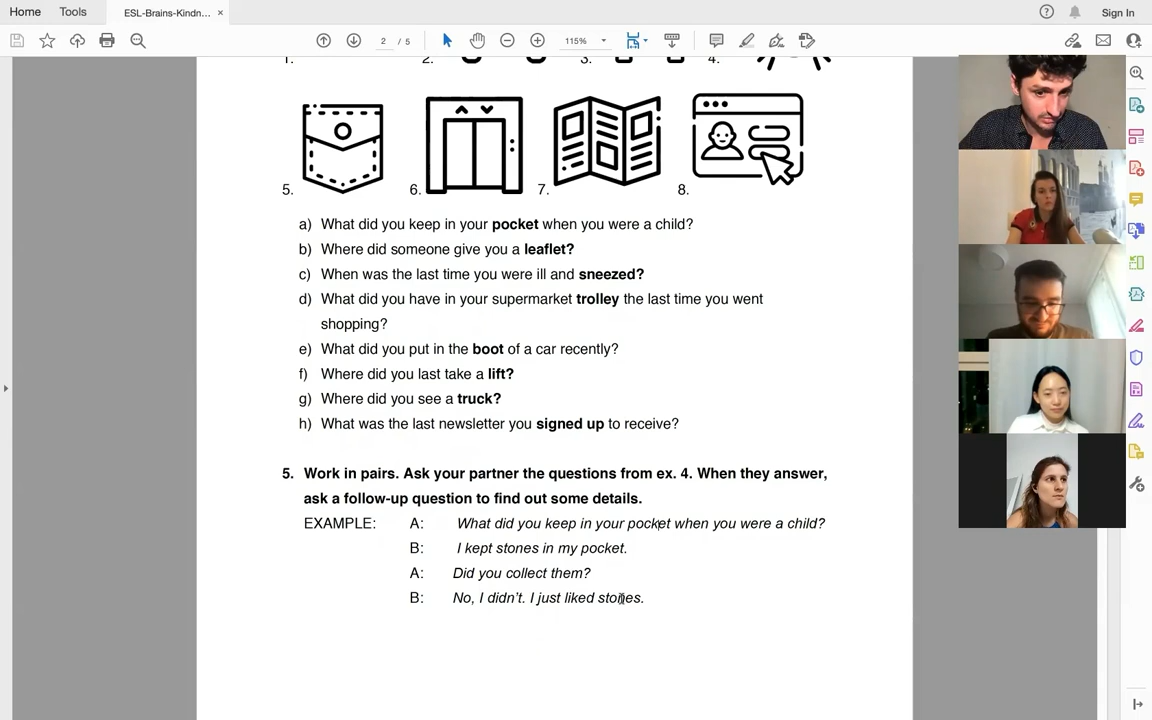 Home Tools ESL-Brains-Kindn... × Sign In
2 / 5 115%
1. 2. 3. 4.
5. 6. 7. 8.
a) What did you keep in your pocket when you were a child?
b) Where did someone give you a leaflet?
c) When was the last time you were ill and sneezed?
d) What did you have in your supermarket trolley the last time you went
shopping?
e) What did you put in the boot of a car recently?
f) Where did you last take a lift?
g) Where did you see a truck?
h) What was the last newsletter you signed up to receive?
5. Work in pairs. Ask your partner the questions from ex. 4. When they answer,
ask a follow-up question to find out some details.
EXAMPLE: A: What did you keep in your pocket when you were a child?
B: I kept stones in my pocket.
A: Did you collect them?
B: No, I didn't. I just liked stones.